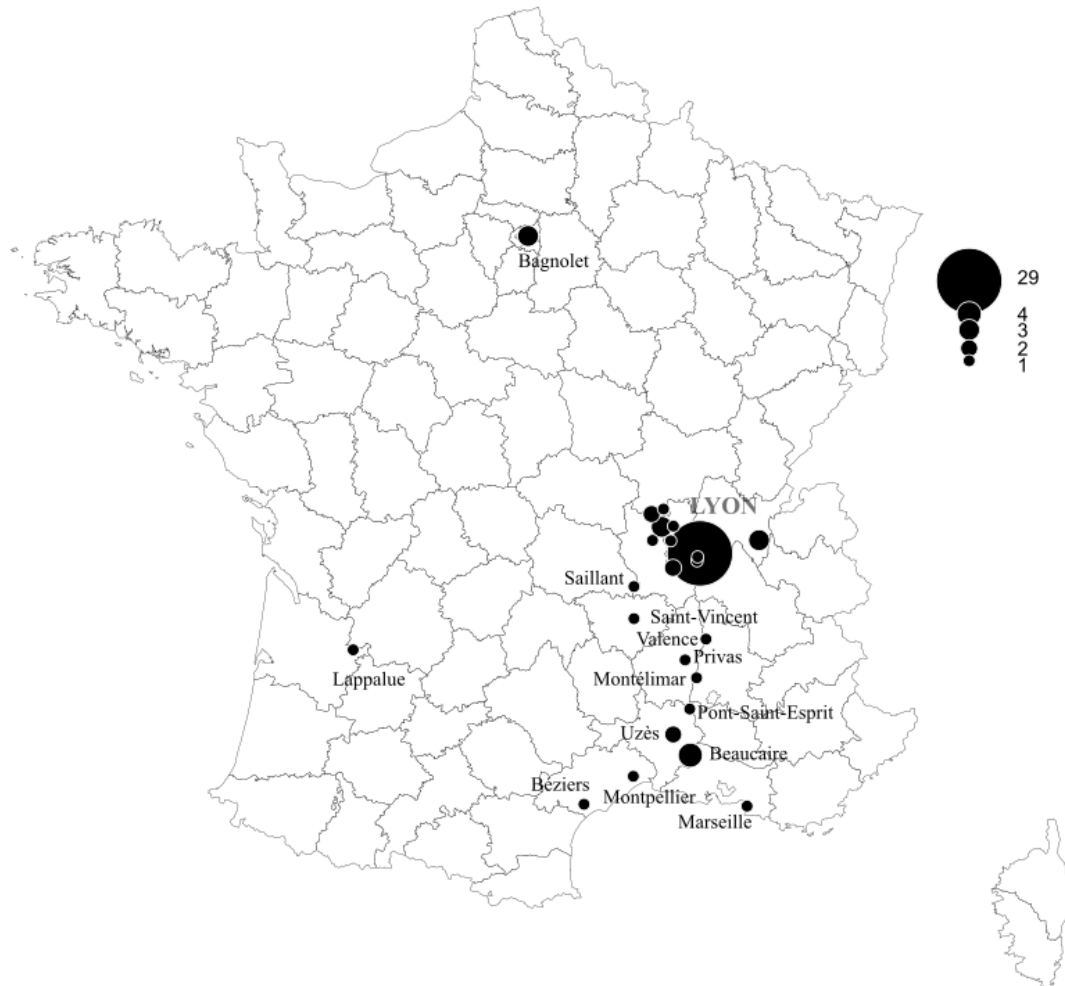 Bagnolet
29
4
3
2
1
LYON
Saillant
Saint-Vincent
Valence
Privas
Lappalue
Montélimar
Pont-Saint-Esprit
Uzès
Beaucaire
Béziers
Montpellier
Marseille